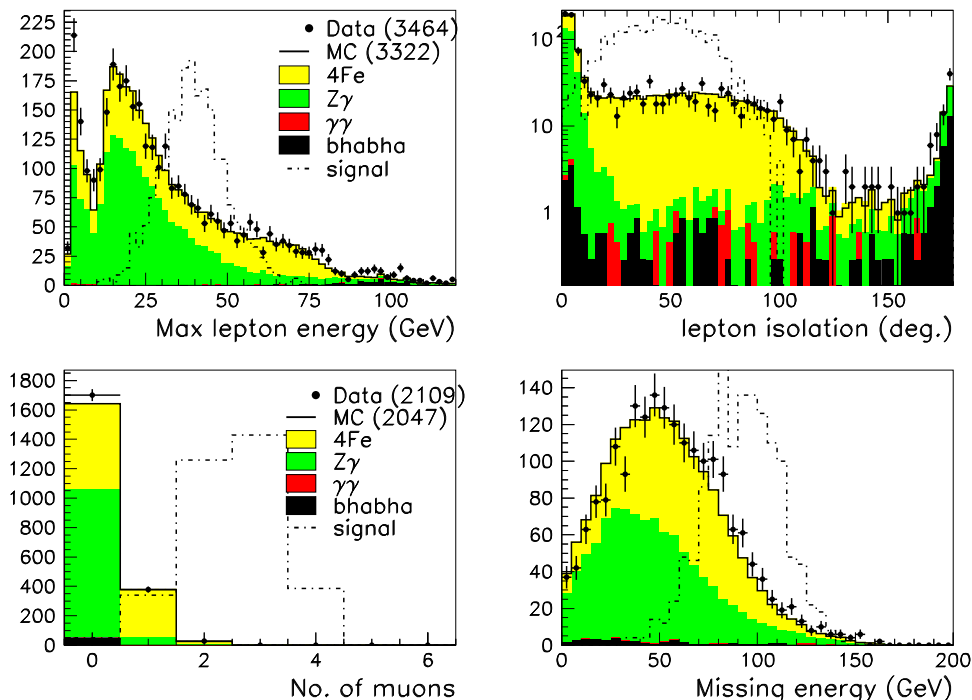 225
200
175
150
125
100
75
50
25
0
Data (3464)
MC (3322)
4Fe
Zγ
γγ
bhabha
signal
0 25 50 75 100
Max lepton energy (GeV)
10²
10
1
0 50 100 150
lepton isolation (deg.)
1800
1600
1400
1200
1000
800
600
400
200
0
Data (2109)
MC (2047)
4Fe
Zγ
γγ
bhabha
signal
0 2 4 6
No. of muons
140
120
100
80
60
40
20
0
0 50 100 150 200
Missing energy (GeV)